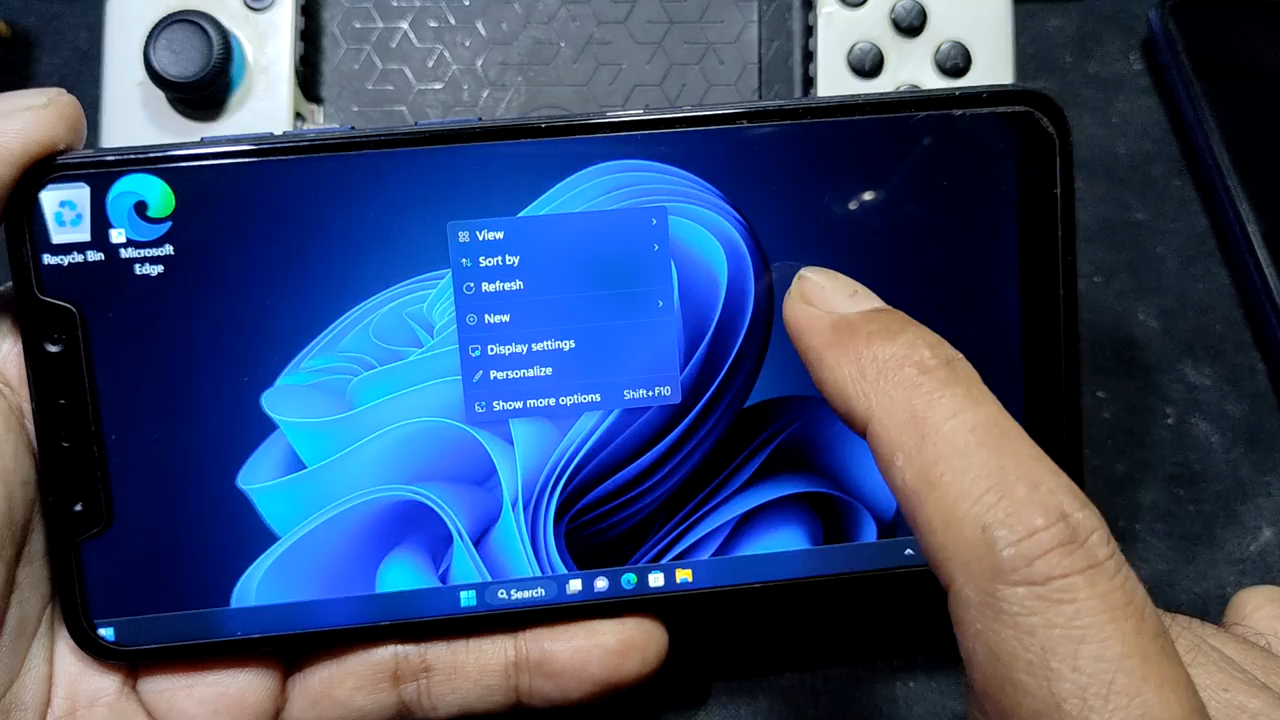 Recycle Bin
Microsoft
Edge
View
Sort by
Refresh
New
Display settings
Personalize
Show more options Shift+F10
Search
X